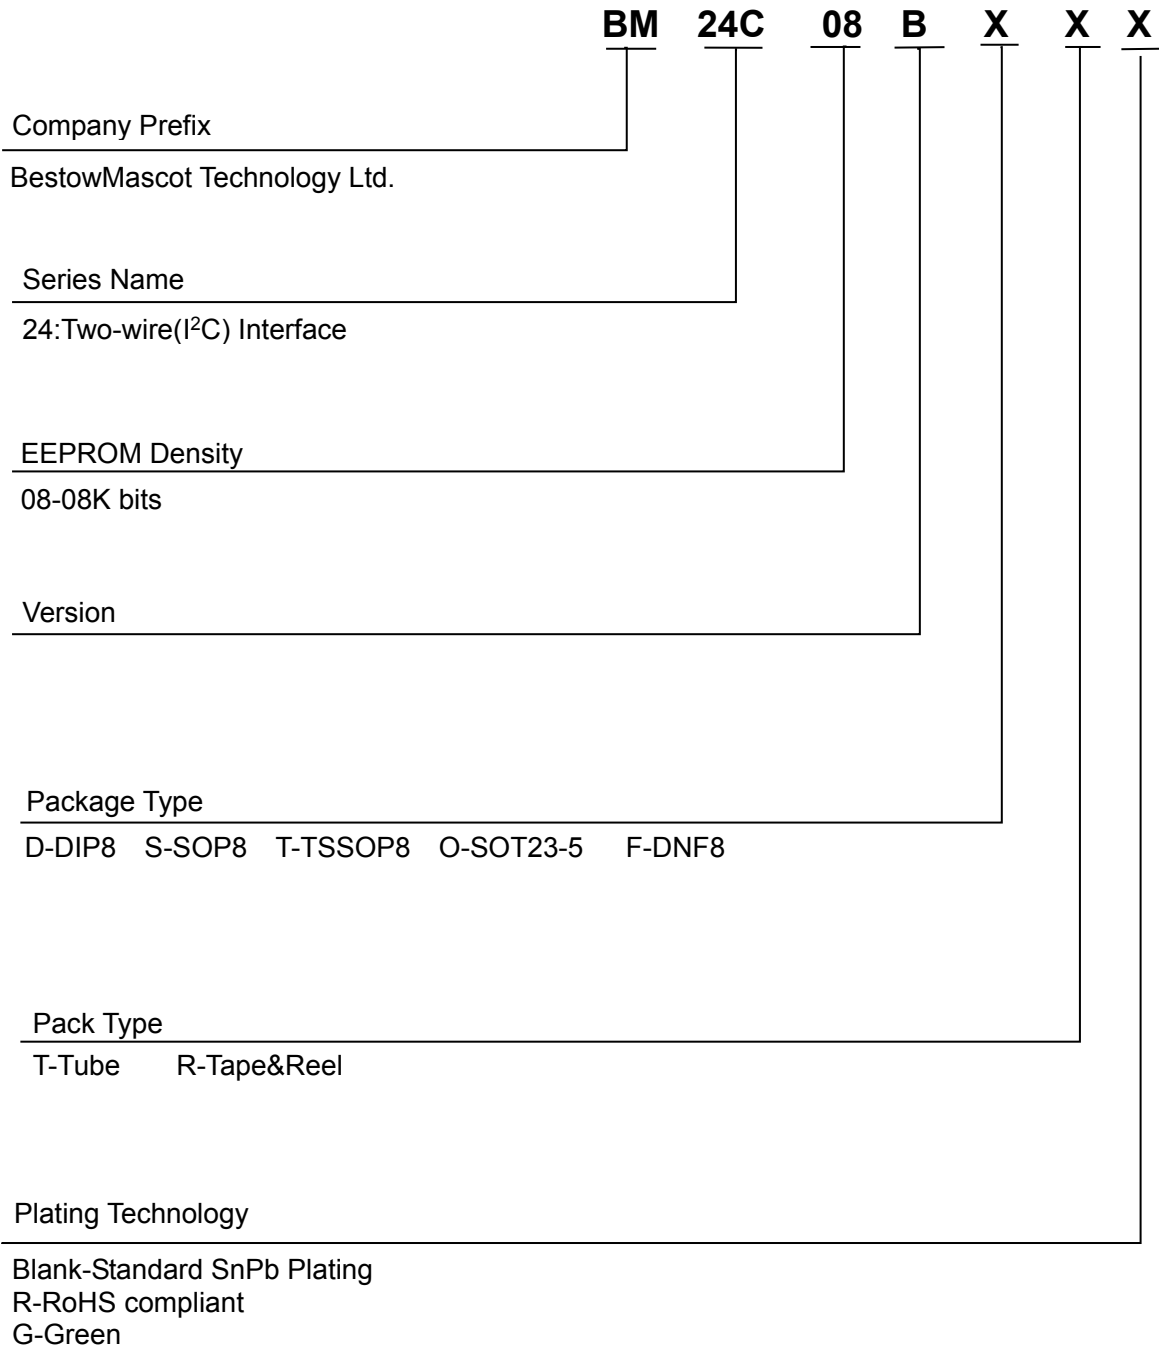 BM 24C 08 B X X X
Company Prefix
BestowMascot Technology Ltd.
Series Name
24:Two-wire(I²C) Interface
EEPROM Density
08-08K bits
Version
Package Type
D-DIP8 S-SOP8 T-TSSOP8 O-SOT23-5 F-DNF8
Pack Type
T-Tube R-Tape&Reel
Plating Technology
Blank-Standard SnPb Plating
R-RoHS compliant
G-Green